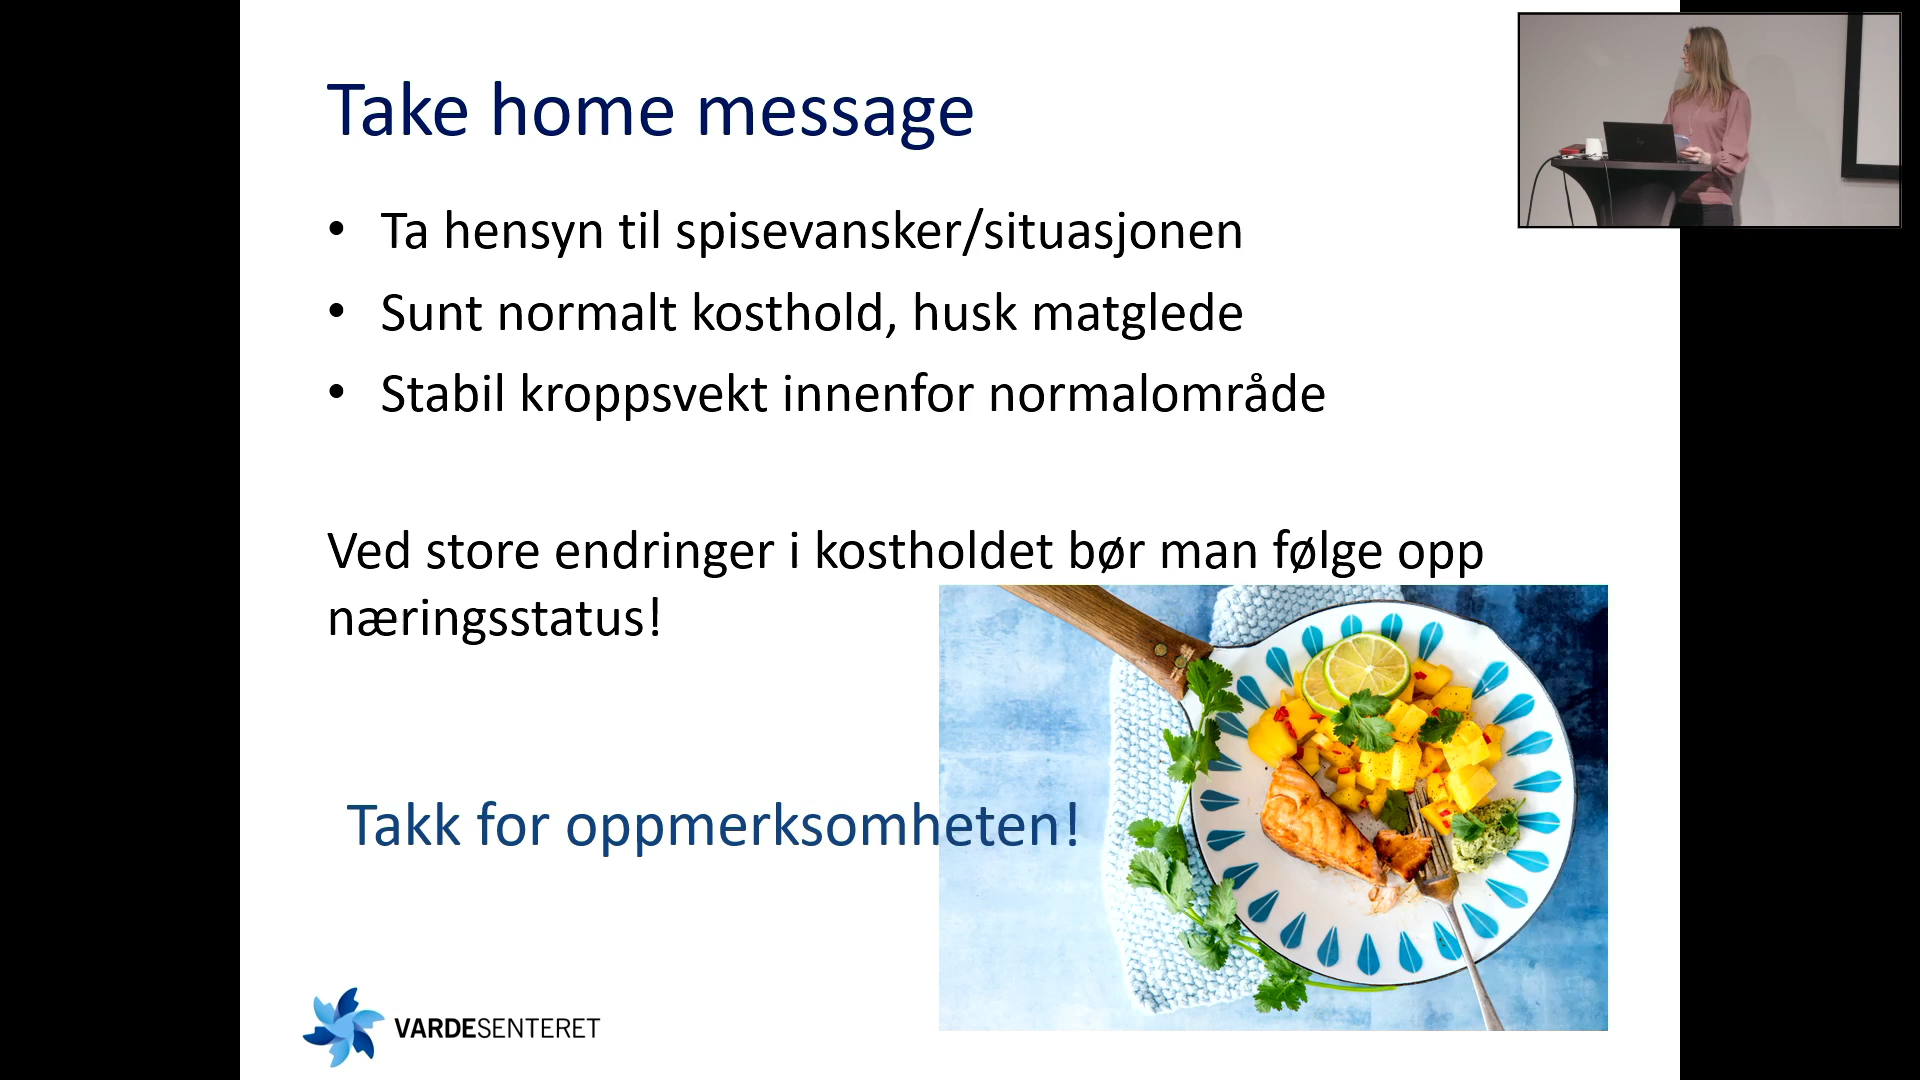 Take home message
• Ta hensyn til spisevansker/situasjonen
• Sunt normalt kosthold, husk matglede
• Stabil kroppsvekt innenfor normalområde
Ved store endringer i kostholdet bør man følge opp
næringsstatus!
Takk for oppmerksomheten!
VARDESENTERET